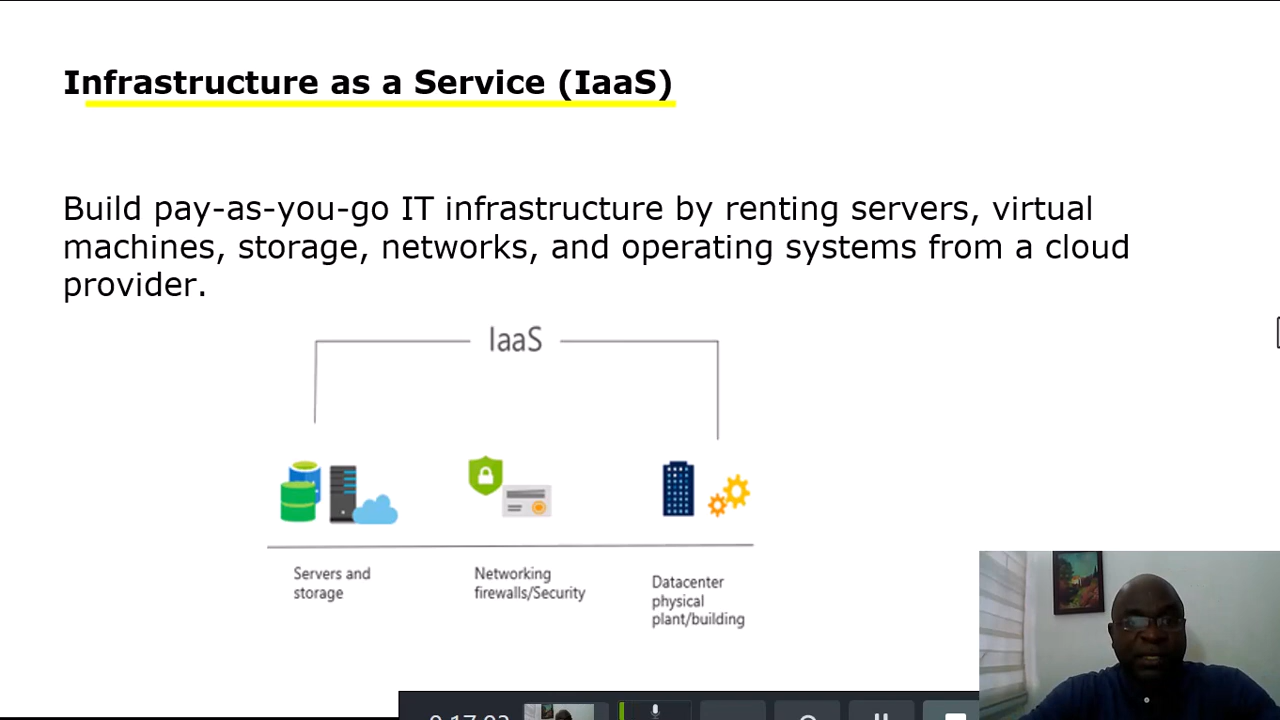 Infrastructure as a Service (IaaS)
Build pay-as-you-go IT infrastructure by renting servers, virtual
machines, storage, networks, and operating systems from a cloud
provider.
IaaS
Servers and
storage
Networking
firewalls/Security
Datacenter
physical
plant/building